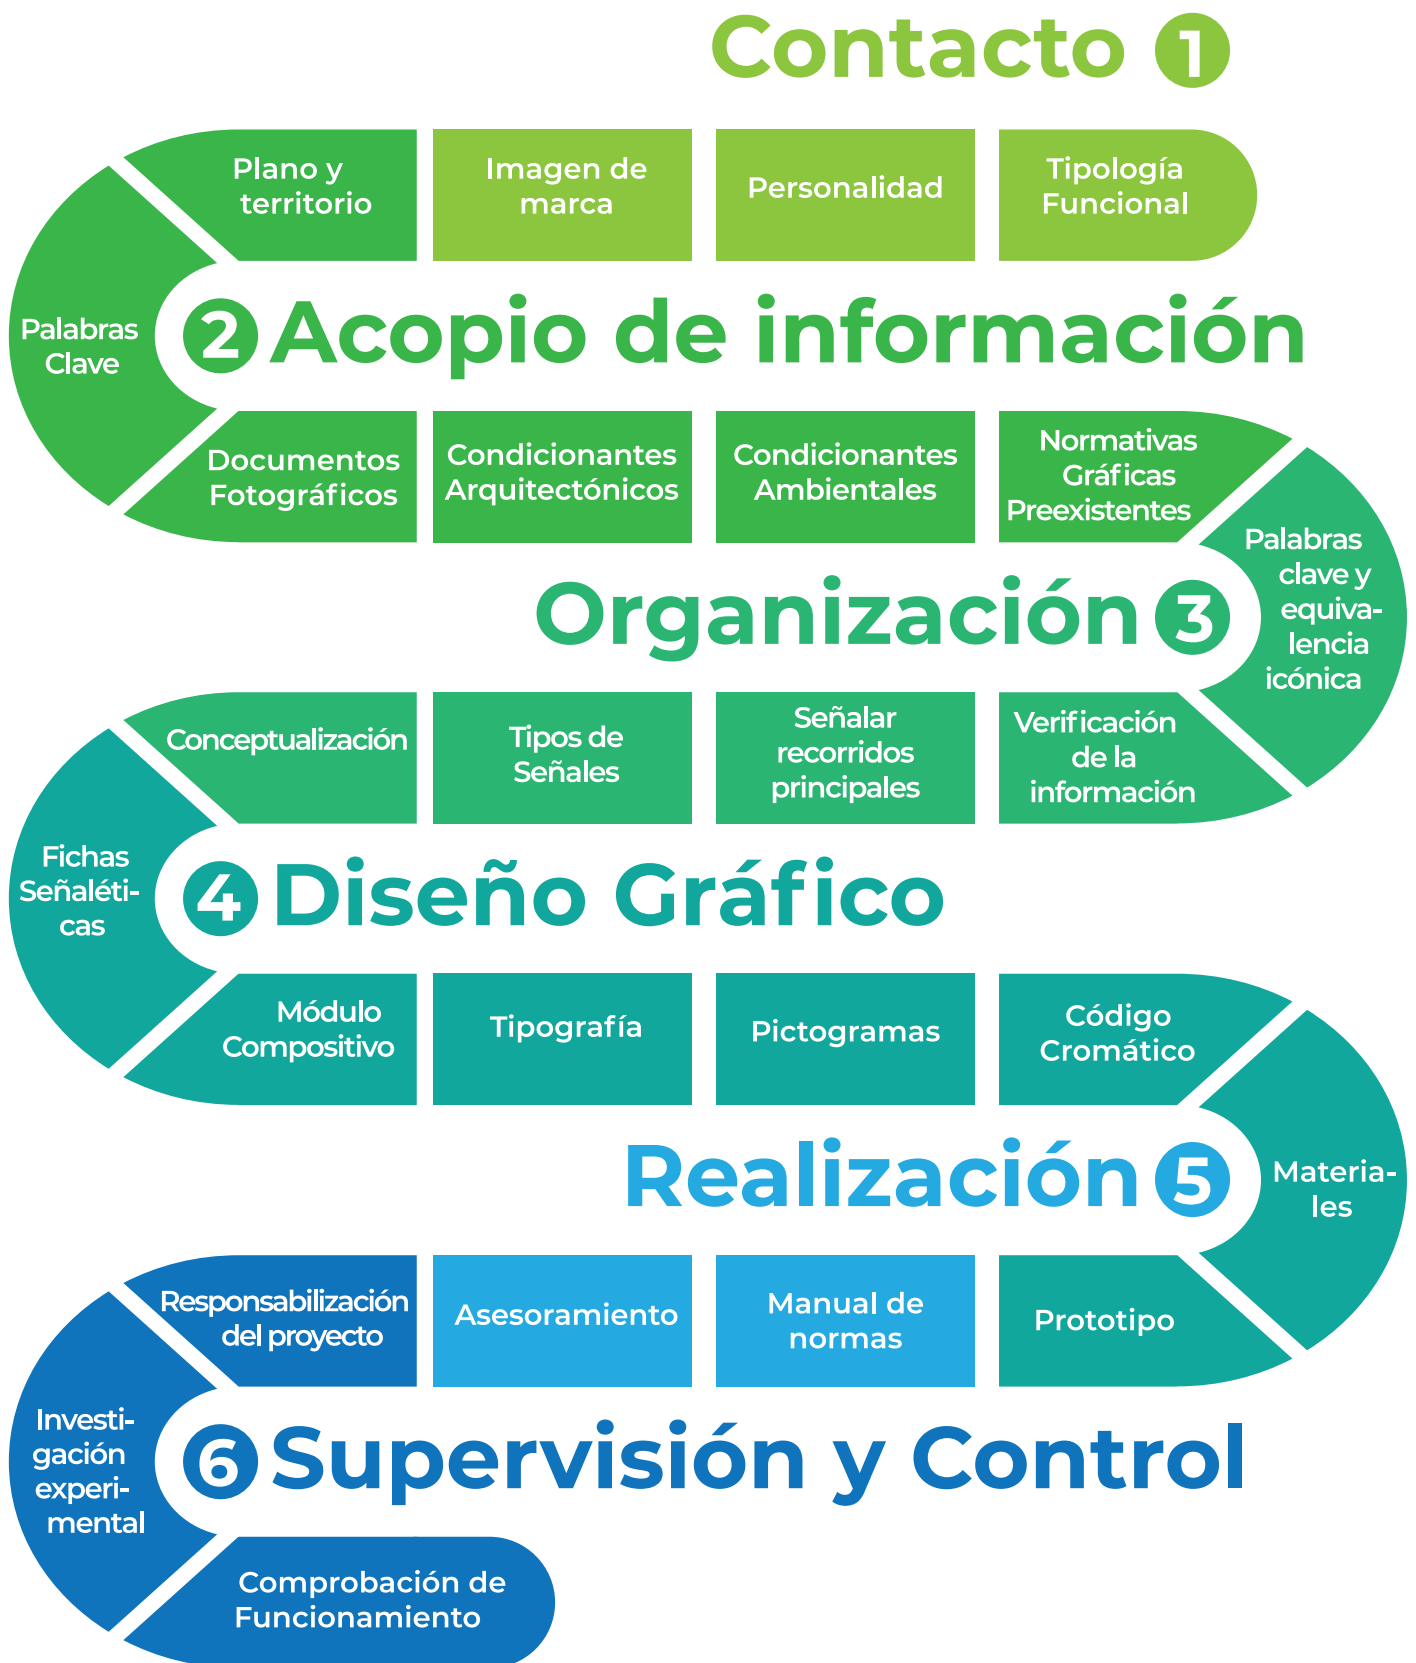 Contacto 1
Tipología
Funcional
Personalidad
Imagen de
marca
Plano y
territorio
Palabras
Clave
2 Acopio de información
Documentos
Fotográficos
Condicionantes
Arquitectónicos
Condicionantes
Ambientales
Normativas
Gráficas
Preexistentes
Palabras
clave y
equiva-
lencia
icónica
Organización 3
Verificación
de la
información
Señalar
recorridos
principales
Tipos de
Señales
Conceptualización
Fichas
Señaléti-
cas
4 Diseño Gráfico
Módulo
Compositivo
Tipografía
Pictogramas
Código
Cromático
Materia-
les
Realización 5
Prototipo
Manual de
normas
Asesoramiento
Responsabilización
del proyecto
Investi-
gación
experi-
mental
6 Supervisión y Control
Comprobación de
Funcionamiento